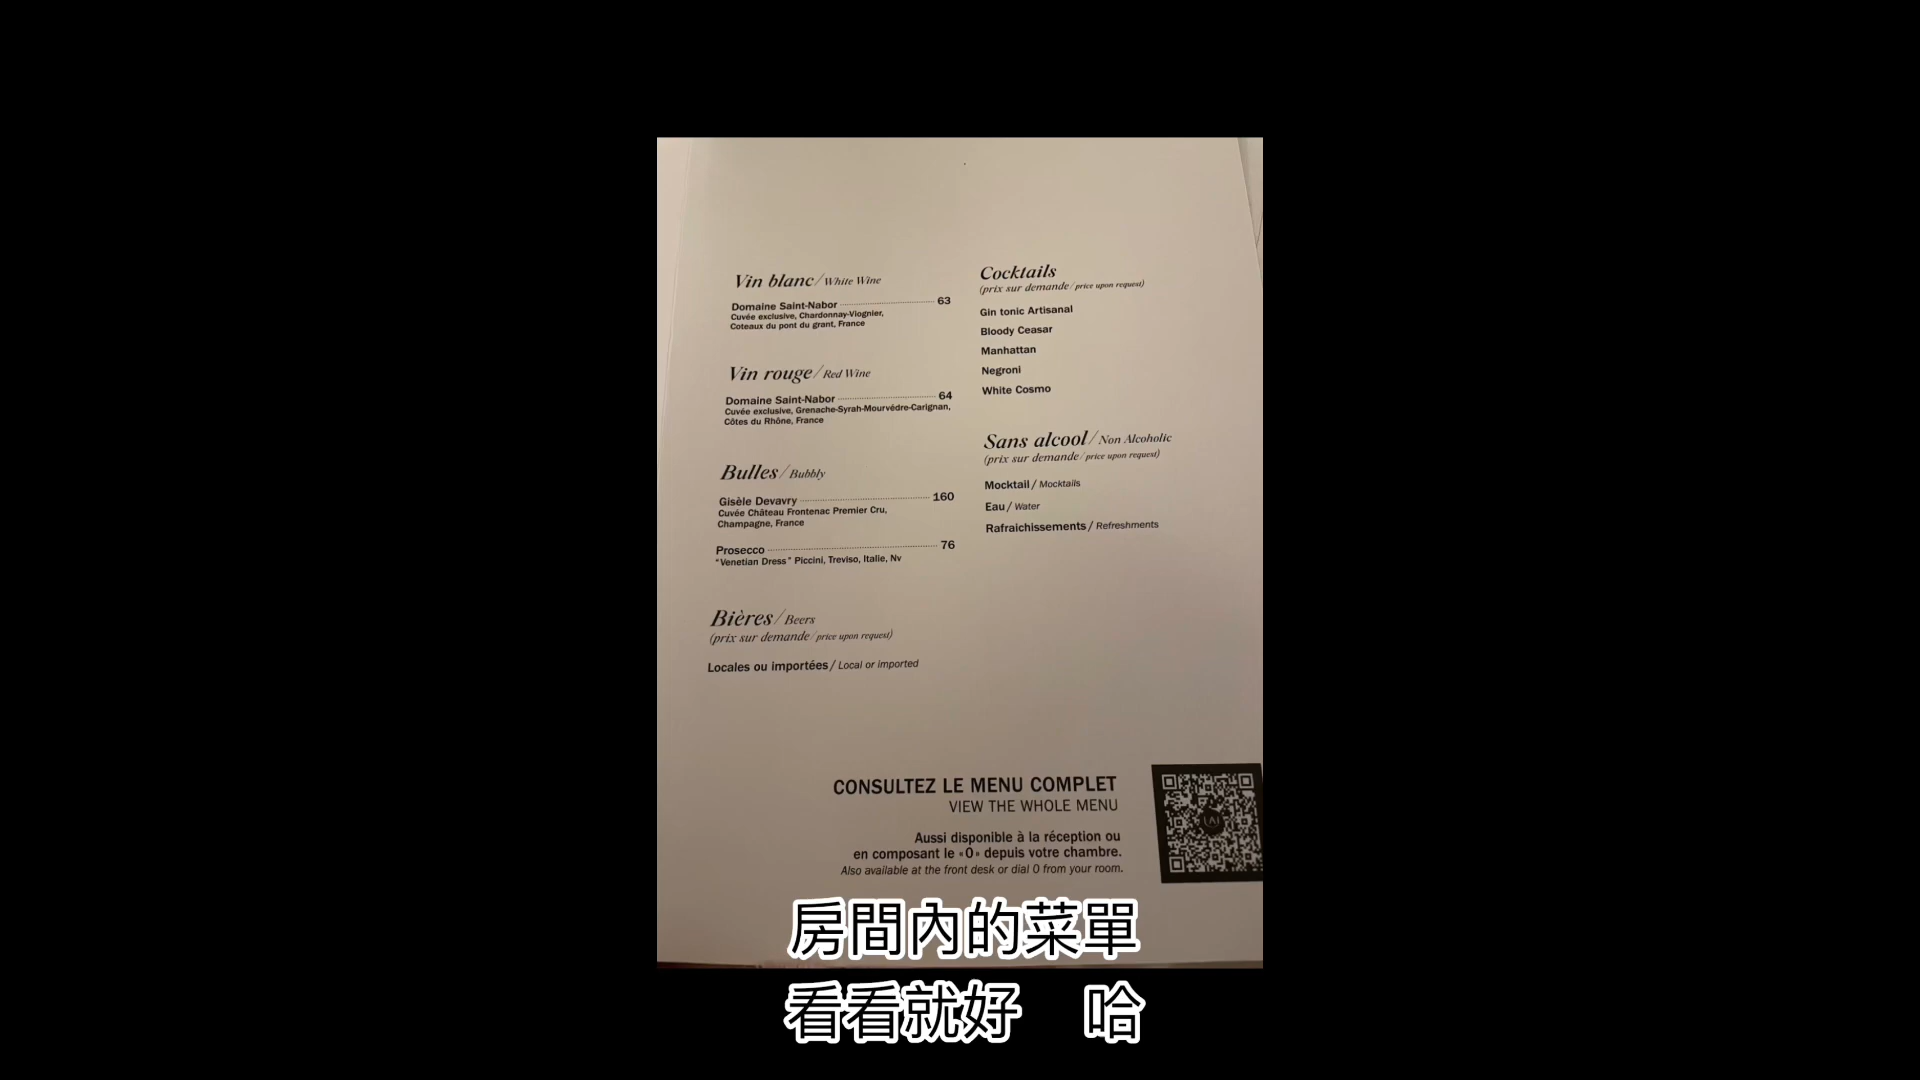 Vin blanc / White Wine
Domaine Saint-Nabor 63
Cuvée exclusive, Chardonnay-Viognier,
Coteaux du pont du grant, France
Vin rouge / Red Wine
Domaine Saint-Nabor 64
Cuvée exclusive, Grenache-Syrah-Mourvédre-Carignan,
Côtes du Rhône, France
Bulles / Bubbly
Gisèle Devavry 160
Cuvée Château Frontenac Premier Cru,
Champagne, France
Prosecco 76
"Venetian Dress" Piccini, Treviso, Italie, Nv
Bières / Beers
(prix sur demande / price upon request)
Locales ou importées / Local or imported
Cocktails
(prix sur demande / price upon request)
Gin tonic Artisanal
Bloody Ceasar
Manhattan
Negroni
White Cosmo
Sans alcool / Non Alcoholic
(prix sur demande / price upon request)
Mocktail / Mocktails
Eau / Water
Rafraichissements / Refreshments
CONSULTEZ LE MENU COMPLET
VIEW THE WHOLE MENU
Aussi disponible à la réception ou
en composant le «0» depuis votre chambre.
Also available at the front desk or dial 0 from your room.
房間內的菜單
看看就好 哈